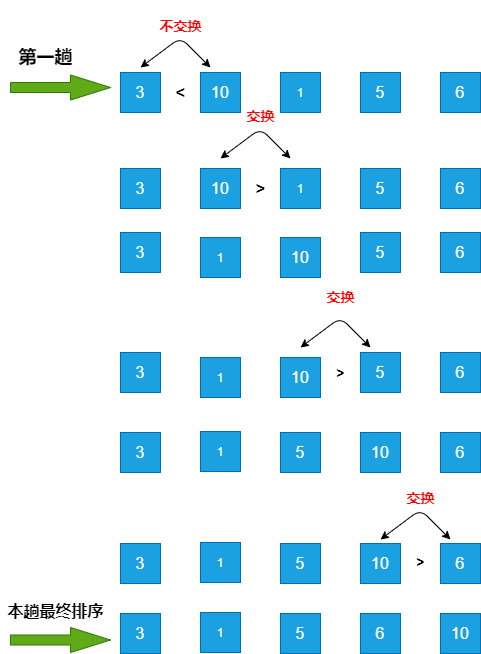 不交换
第一趟
3 < 10 1 5 6
交换
3 10 > 1 5 6
3 1 10 5 6
交换
3 1 10 > 5 6
3 1 5 10 6
交换
3 1 5 10 > 6
本趟最终排序
3 1 5 6 10